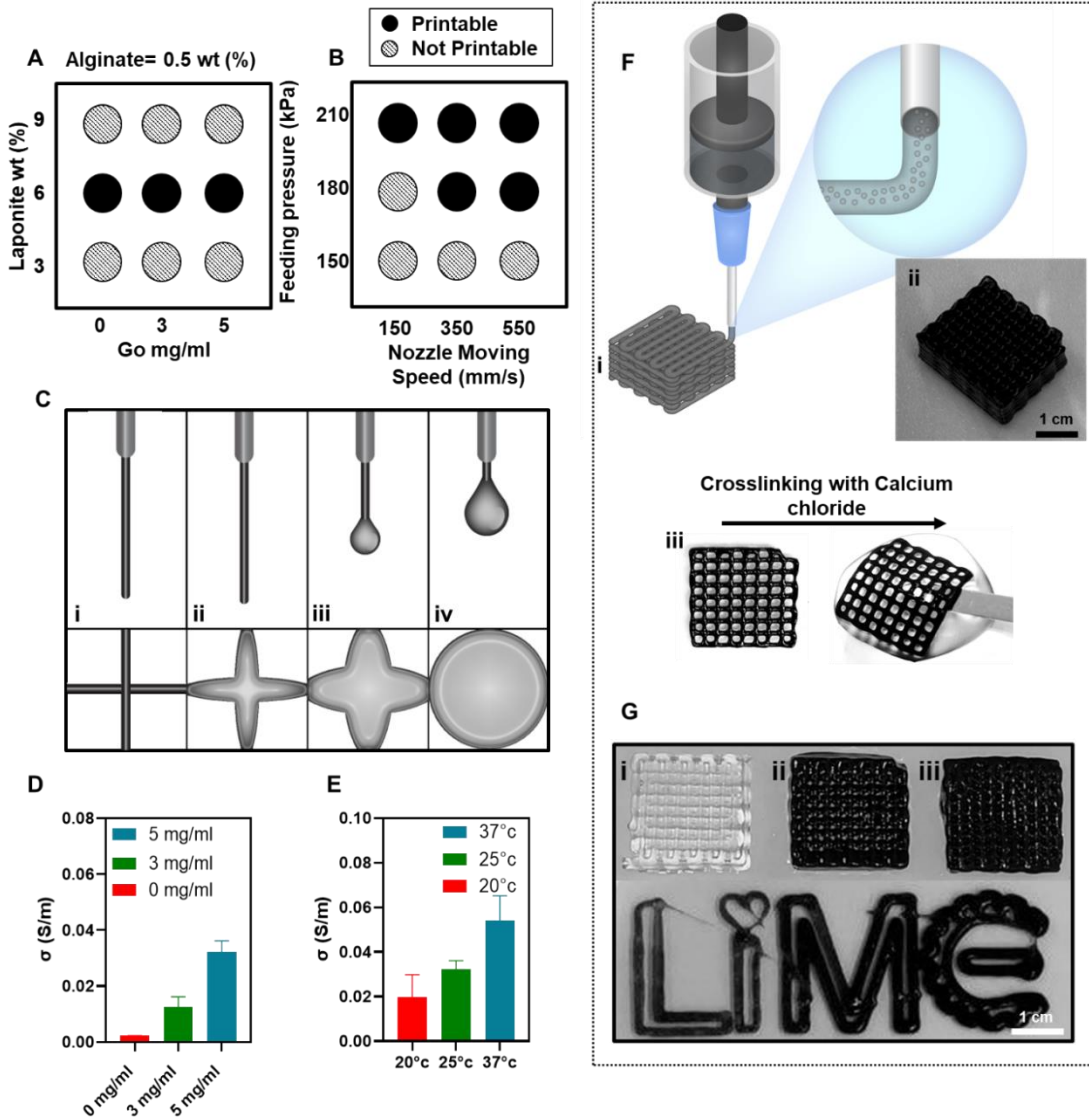 Printable
Not Printable
A
Alginate= 0.5 wt (%)
Laponite wt (%)
9
6
3
0
3
5
Go mg/ml
B
Feeding pressure (kPa)
210
180
150
150
350
550
Nozzle Moving
Speed (mm/s)
C
i
ii
iii
iv
D
σ (S/m)
0.08
0.06
0.04
0.02
0.00
5 mg/ml
3 mg/ml
0 mg/ml
0 mg/ml
3 mg/ml
5 mg/ml
E
σ (S/m)
0.10
0.08
0.06
0.04
0.02
0.00
37°c
25°c
20°c
20°c
25°c
37°c
F
i
ii
1 cm
Crosslinking with Calcium
chloride
iii
G
i
ii
iii
LiME
1 cm